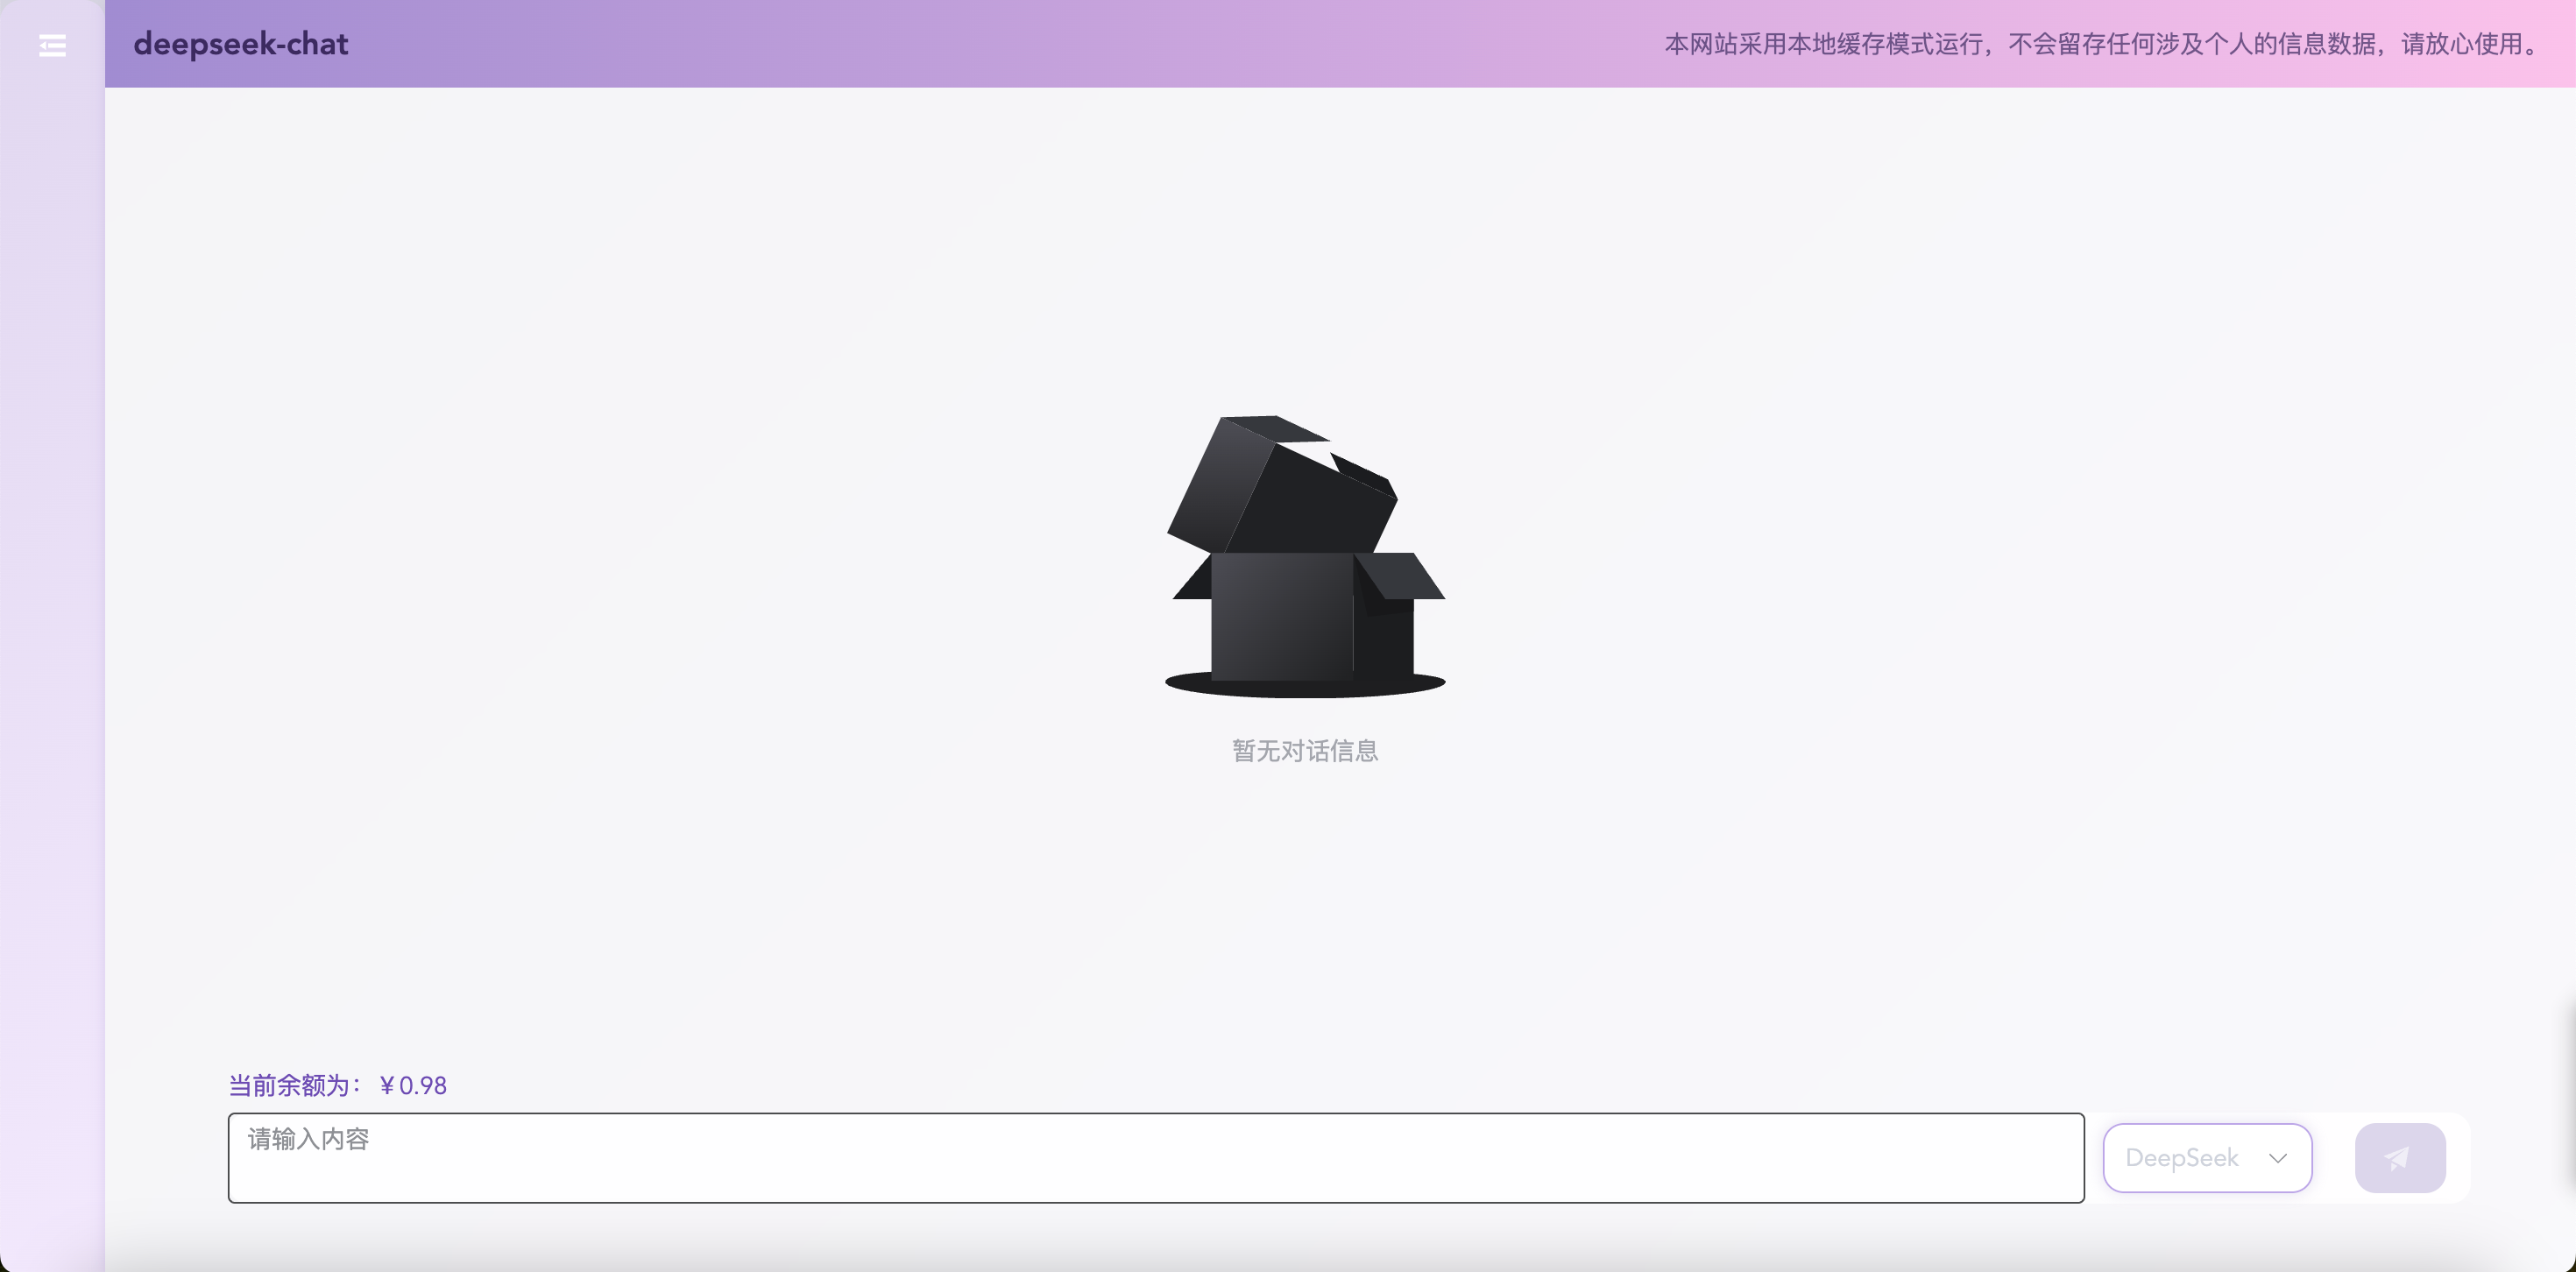 deepseek-chat
本网站采用本地缓存模式运行，不会留存任何涉及个人的信息数据，请放心使用。
暂无对话信息
当前余额为：￥0.98
请输入内容
DeepSeek